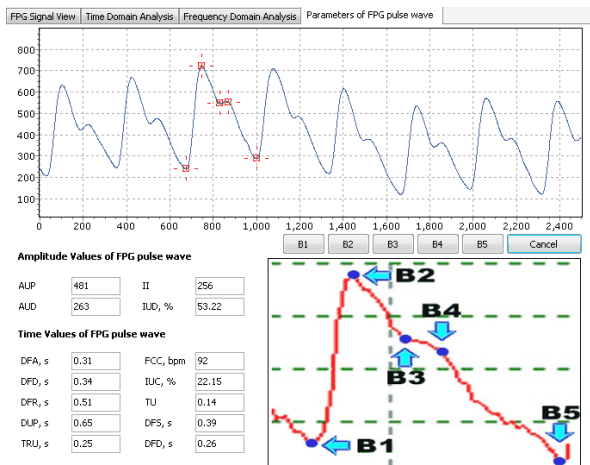 FPG Signal View Time Domain Analysis Frequency Domain Analysis Parameters of FPG pulse wave
800
700
600
500
400
300
200
100
0 200 400 600 800 1,000 1,200 1,400 1,600 1,800 2,000 2,200 2,400
B1 B2 B3 B4 B5 Cancel
Amplitude Values of FPG pulse wave
AUP 481 II 256
AUD 263 IUD, % 53.22
Time Values of FPG pulse wave
DFA, s 0.31 FCC, bpm 92
DFD, s 0.34 IUC, % 22.15
DFR, s 0.51 TU 0.14
DUP, s 0.65 DFS, s 0.39
TRU, s 0.25 DFD, s 0.26
B2
B4
B3
B5
B1